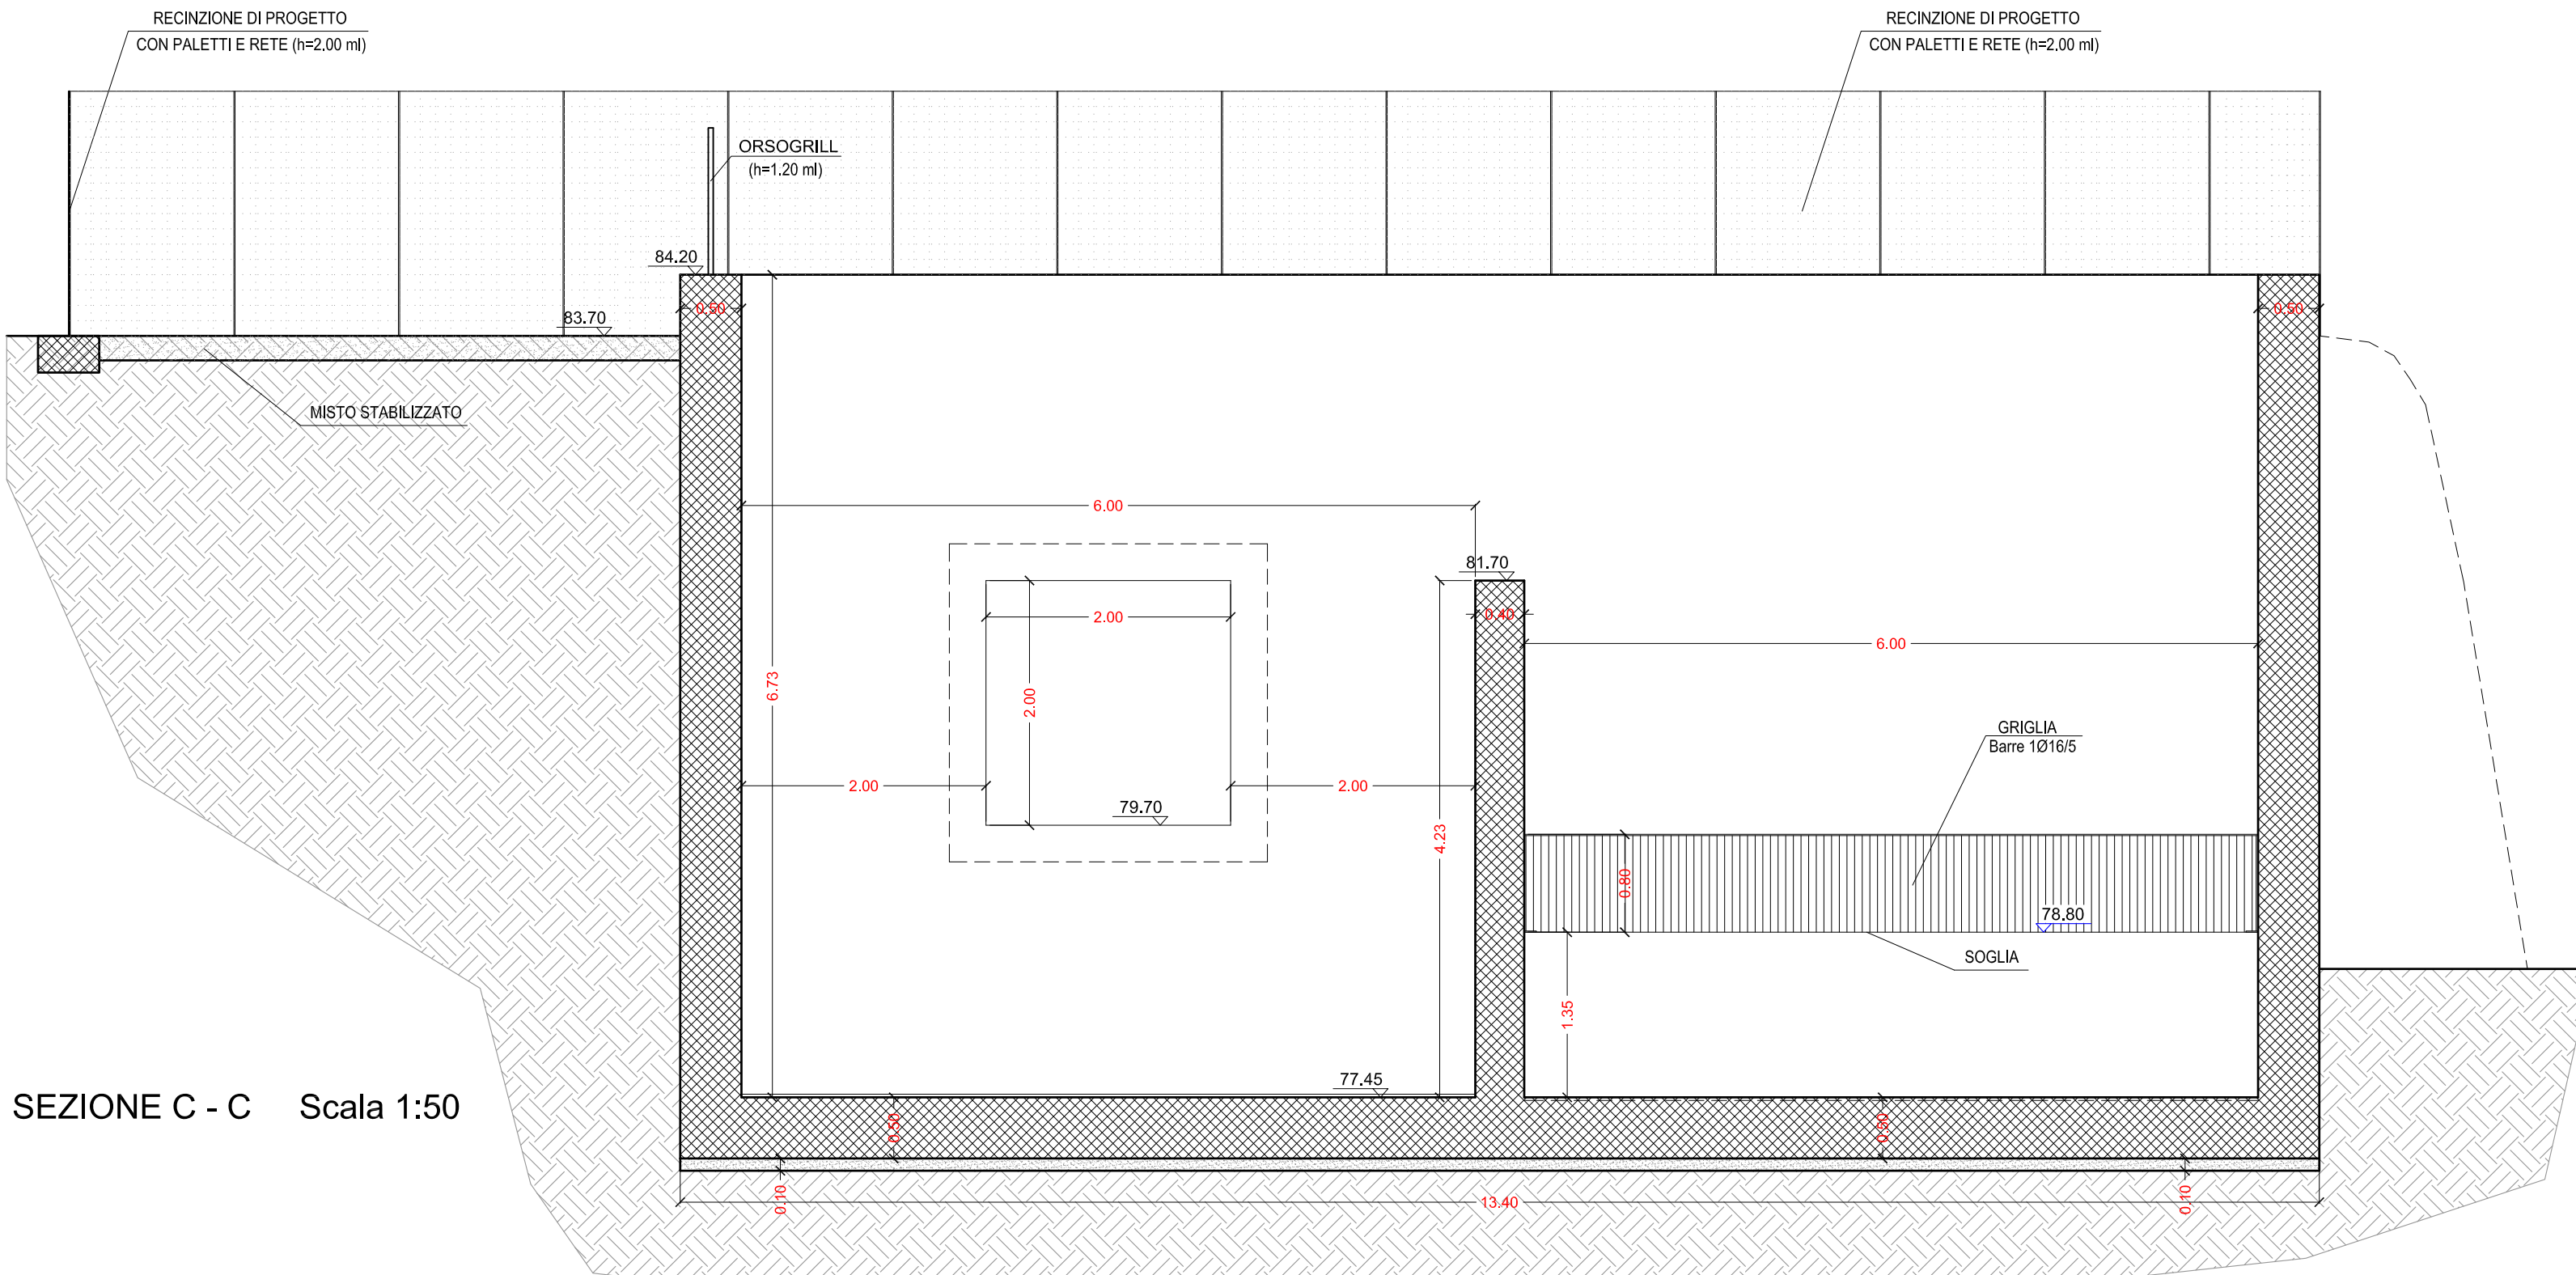 RECINZIONE DI PROGETTO
CON PALETTI E RETE (h=2.00 ml)
RECINZIONE DI PROGETTO
CON PALETTI E RETE (h=2.00 ml)
ORSOGRILL
(h=1.20 ml)
84.20
0.50
0.50
83.70
MISTO STABILIZZATO
6.00
81.70
2.00
0.40
6.00
6.73
2.00
GRIGLIA
Barre 1Ø16/5
2.00
2.00
79.70
4.23
0.80
78.80
SOGLIA
1.35
77.45
SEZIONE C - C Scala 1:50
0.50
0.50
0.10
13.40
0.10